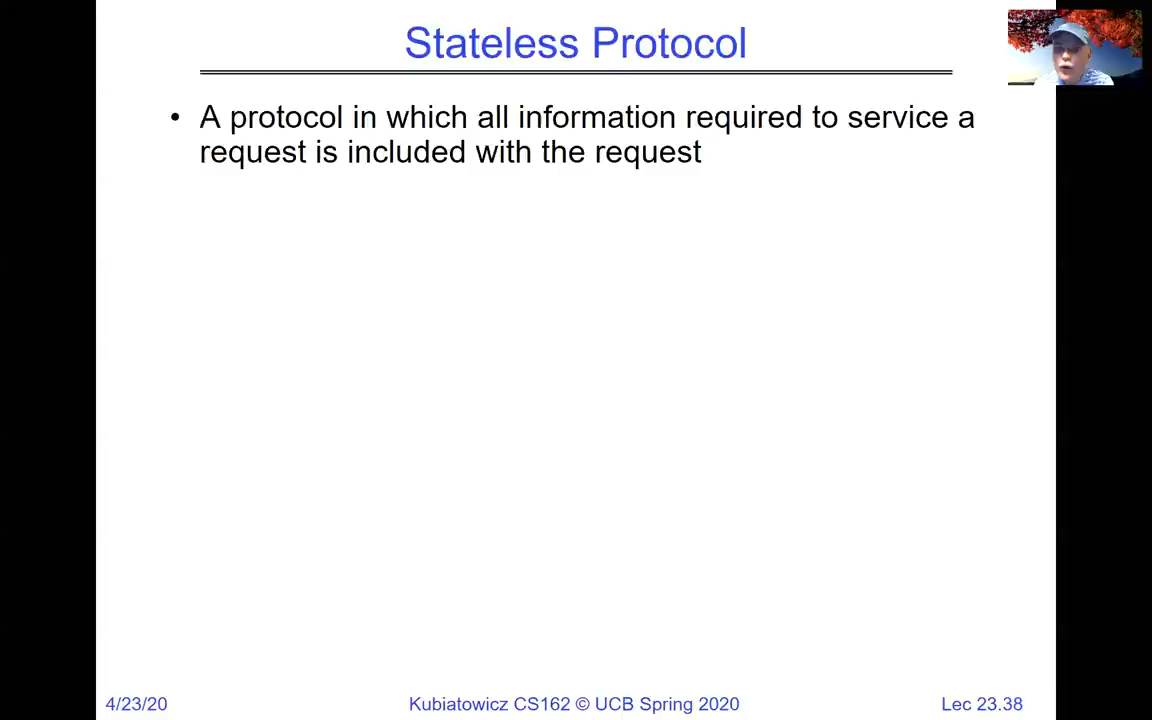 Stateless Protocol
• A protocol in which all information required to service a
request is included with the request
4/23/20
Kubiatowicz CS162 © UCB Spring 2020
Lec 23.38